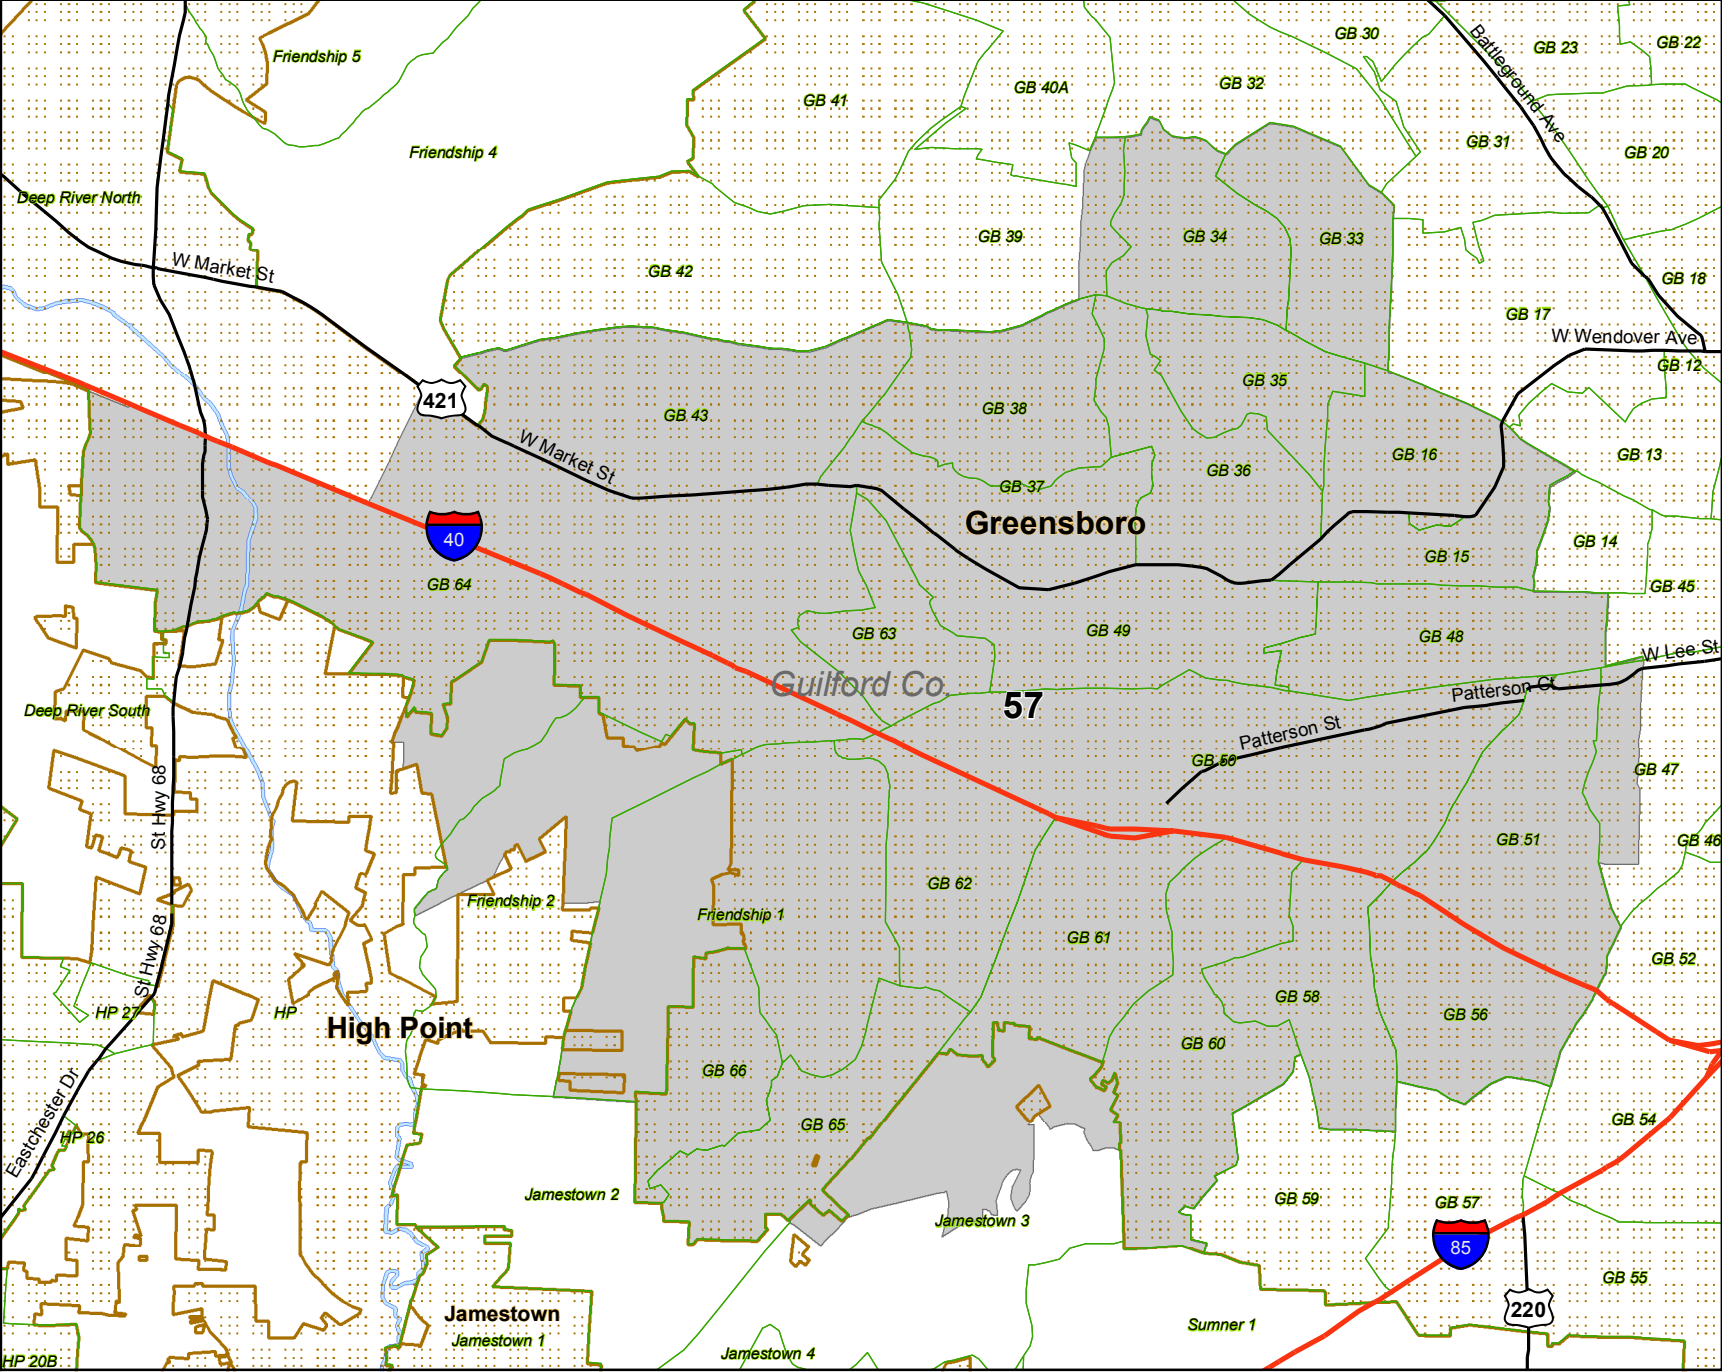 GB 30
GB 23
GB 22
Friendship 5
Battleground Ave
GB 41
GB 40A
GB 32
GB 31
GB 20
Friendship 4
Deep River North
GB 39
GB 34
GB 33
W Market St
GB 42
GB 18
GB 17
W Wendover Ave
GB 12
GB 35
421
GB 43
GB 38
W Market St
GB 36
GB 16
GB 13
GB 37
Greensboro
40
GB 14
GB 15
GB 64
GB 45
GB 63
GB 49
GB 48
W Lee St
Guilford Co.
57
Patterson Ct
Deep River South
Patterson St
GB 50
GB 47
St Hwy 68
GB 51
GB 46
GB 62
Friendship 2
Friendship 1
GB 61
St Hwy 68
GB 52
GB 58
HP 27
HP
High Point
GB 56
GB 60
GB 66
Eastchester Dr
HP 26
GB 65
GB 54
Jamestown 2
Jamestown 3
GB 59
GB 57
85
GB 55
Jamestown
220
Jamestown 1
Sumner 1
Jamestown 4
HP 20B